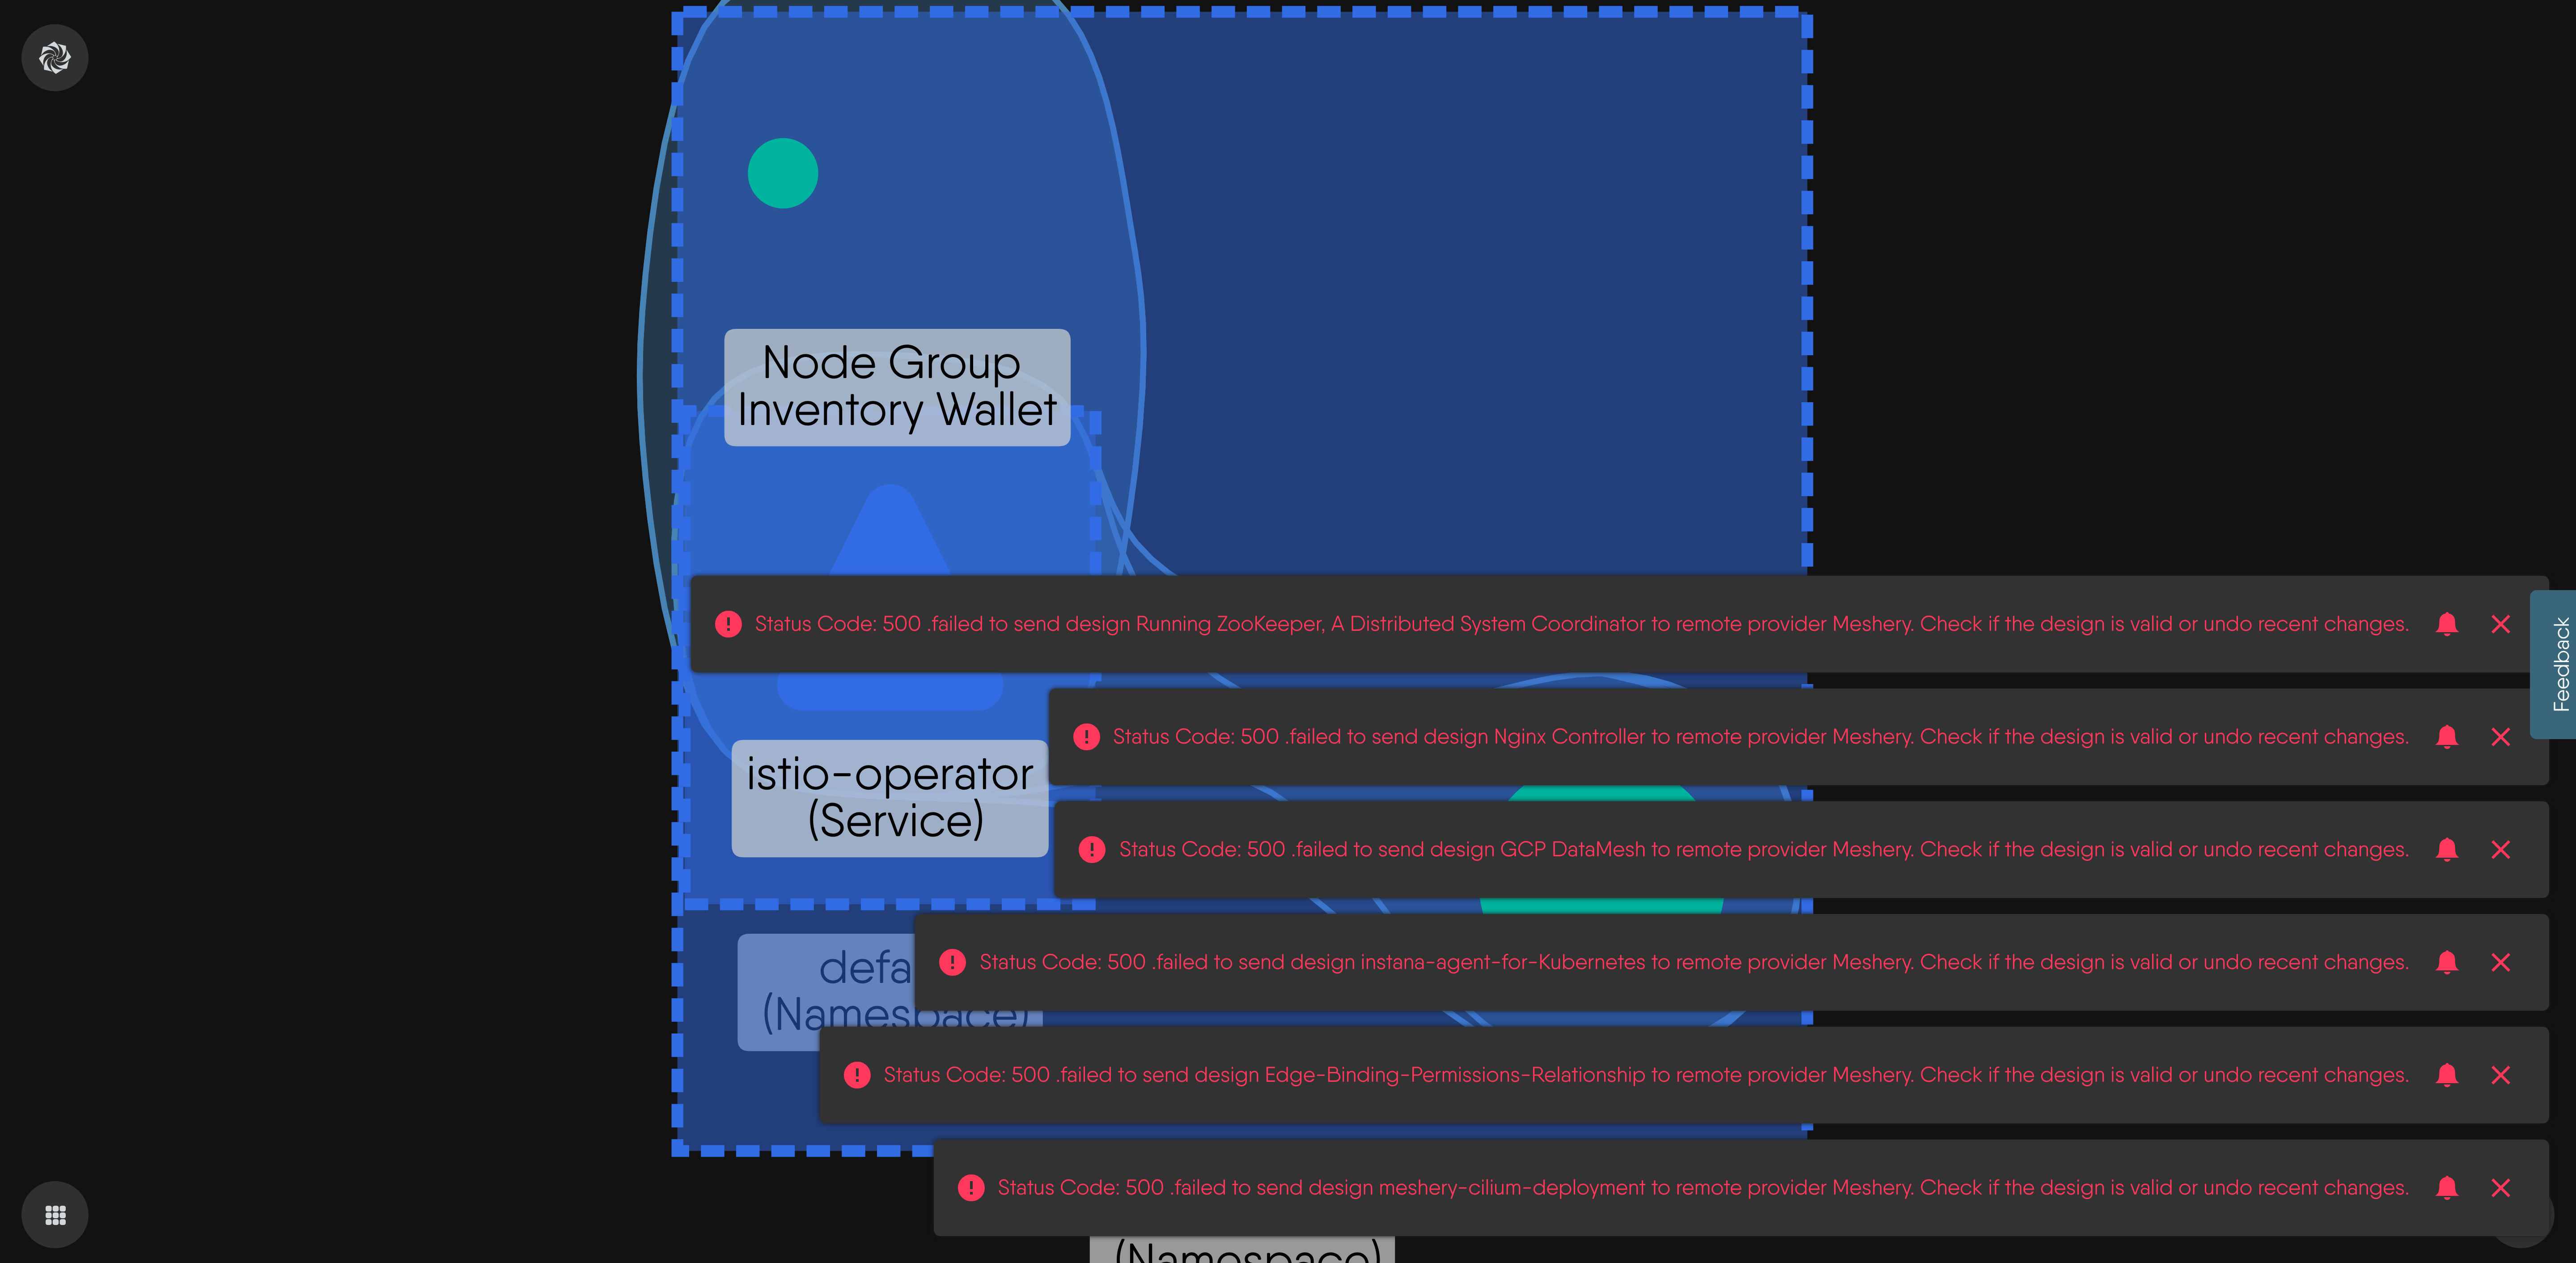 Node Group
Inventory Wallet
Status Code: 500 .failed to send design Running ZooKeeper, A Distributed System Coordinator to remote provider Meshery. Check if the design is valid or undo recent changes.
Feedback
Status Code: 500 .failed to send design Nginx Controller to remote provider Meshery. Check if the design is valid or undo recent changes.
istio-operator
(Service)
Status Code: 500 .failed to send design GCP DataMesh to remote provider Meshery. Check if the design is valid or undo recent changes.
defa
(Namespace)
Status Code: 500 .failed to send design instana-agent-for-Kubernetes to remote provider Meshery. Check if the design is valid or undo recent changes.
Status Code: 500 .failed to send design Edge-Binding-Permissions-Relationship to remote provider Meshery. Check if the design is valid or undo recent changes.
Status Code: 500 .failed to send design meshery-cilium-deployment to remote provider Meshery. Check if the design is valid or undo recent changes.
(Namespace)